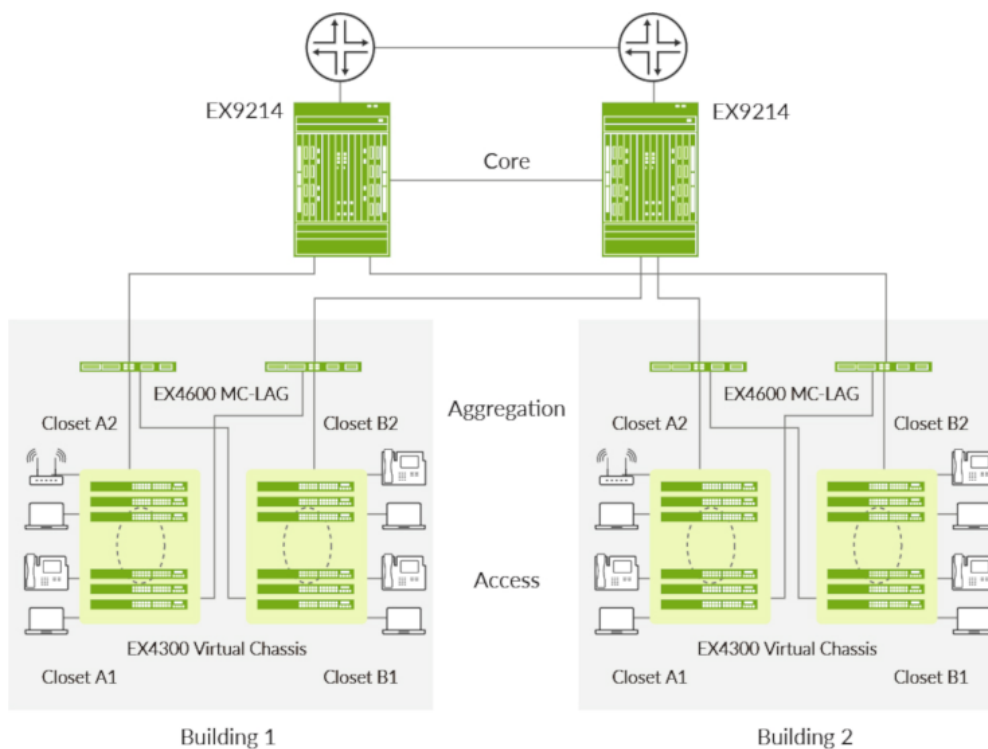 EX9214
EX9214
Core
EX4600 MC-LAG
EX4600 MC-LAG
Aggregation
Closet A2
Closet B2
Closet A2
Closet B2
Access
EX4300 Virtual Chassis
EX4300 Virtual Chassis
Closet A1
Closet B1
Closet A1
Closet B1
Building 1
Building 2